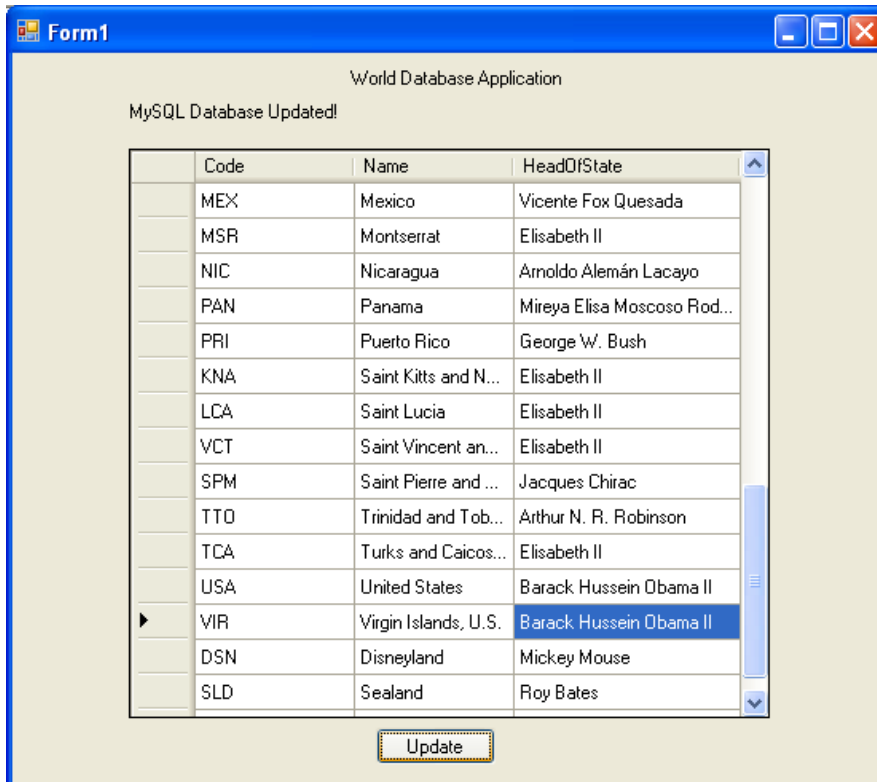 Form1
World Database Application
MySQL Database Updated!
Code Name HeadOfState
MEX Mexico Vicente Fox Quesada
MSR Montserrat Elisabeth II
NIC Nicaragua Arnoldo Alemán Lacayo
PAN Panama Mireya Elisa Moscoso Rod...
PRI Puerto Rico George W. Bush
KNA Saint Kitts and N... Elisabeth II
LCA Saint Lucia Elisabeth II
VCT Saint Vincent an... Elisabeth II
SPM Saint Pierre and ... Jacques Chirac
TTO Trinidad and Tob... Arthur N. R. Robinson
TCA Turks and Caicos... Elisabeth II
USA United States Barack Hussein Obama II
VIR Virgin Islands, U.S. Barack Hussein Obama II
DSN Disneyland Mickey Mouse
SLD Sealand Roy Bates
Update